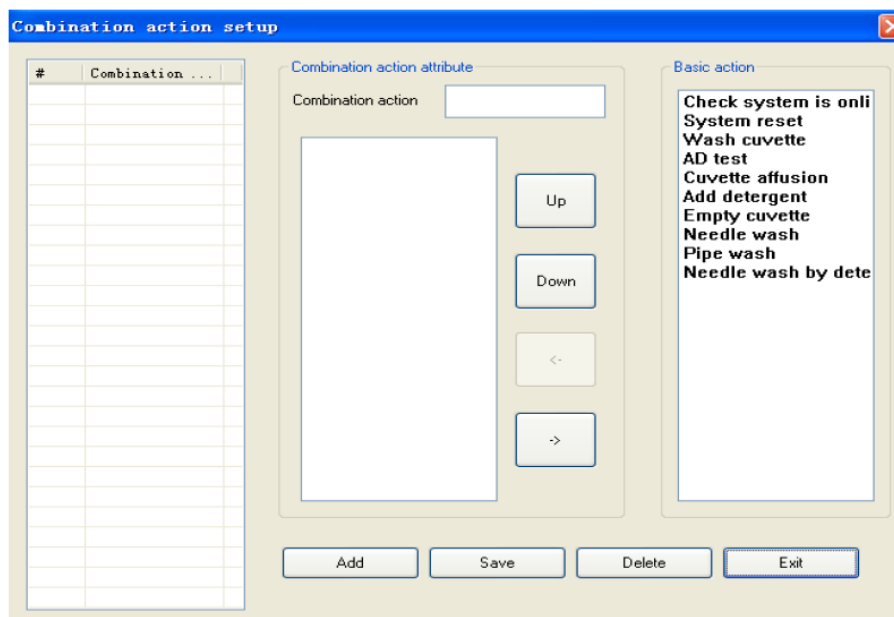 Combination action setup
# Combination ...
Combination action attribute
Combination action
Up
Down
<-
->
Basic action
Check system is onli
System reset
Wash cuvette
AD test
Cuvette affusion
Add detergent
Empty cuvette
Needle wash
Pipe wash
Needle wash by dete
Add Save Delete Exit